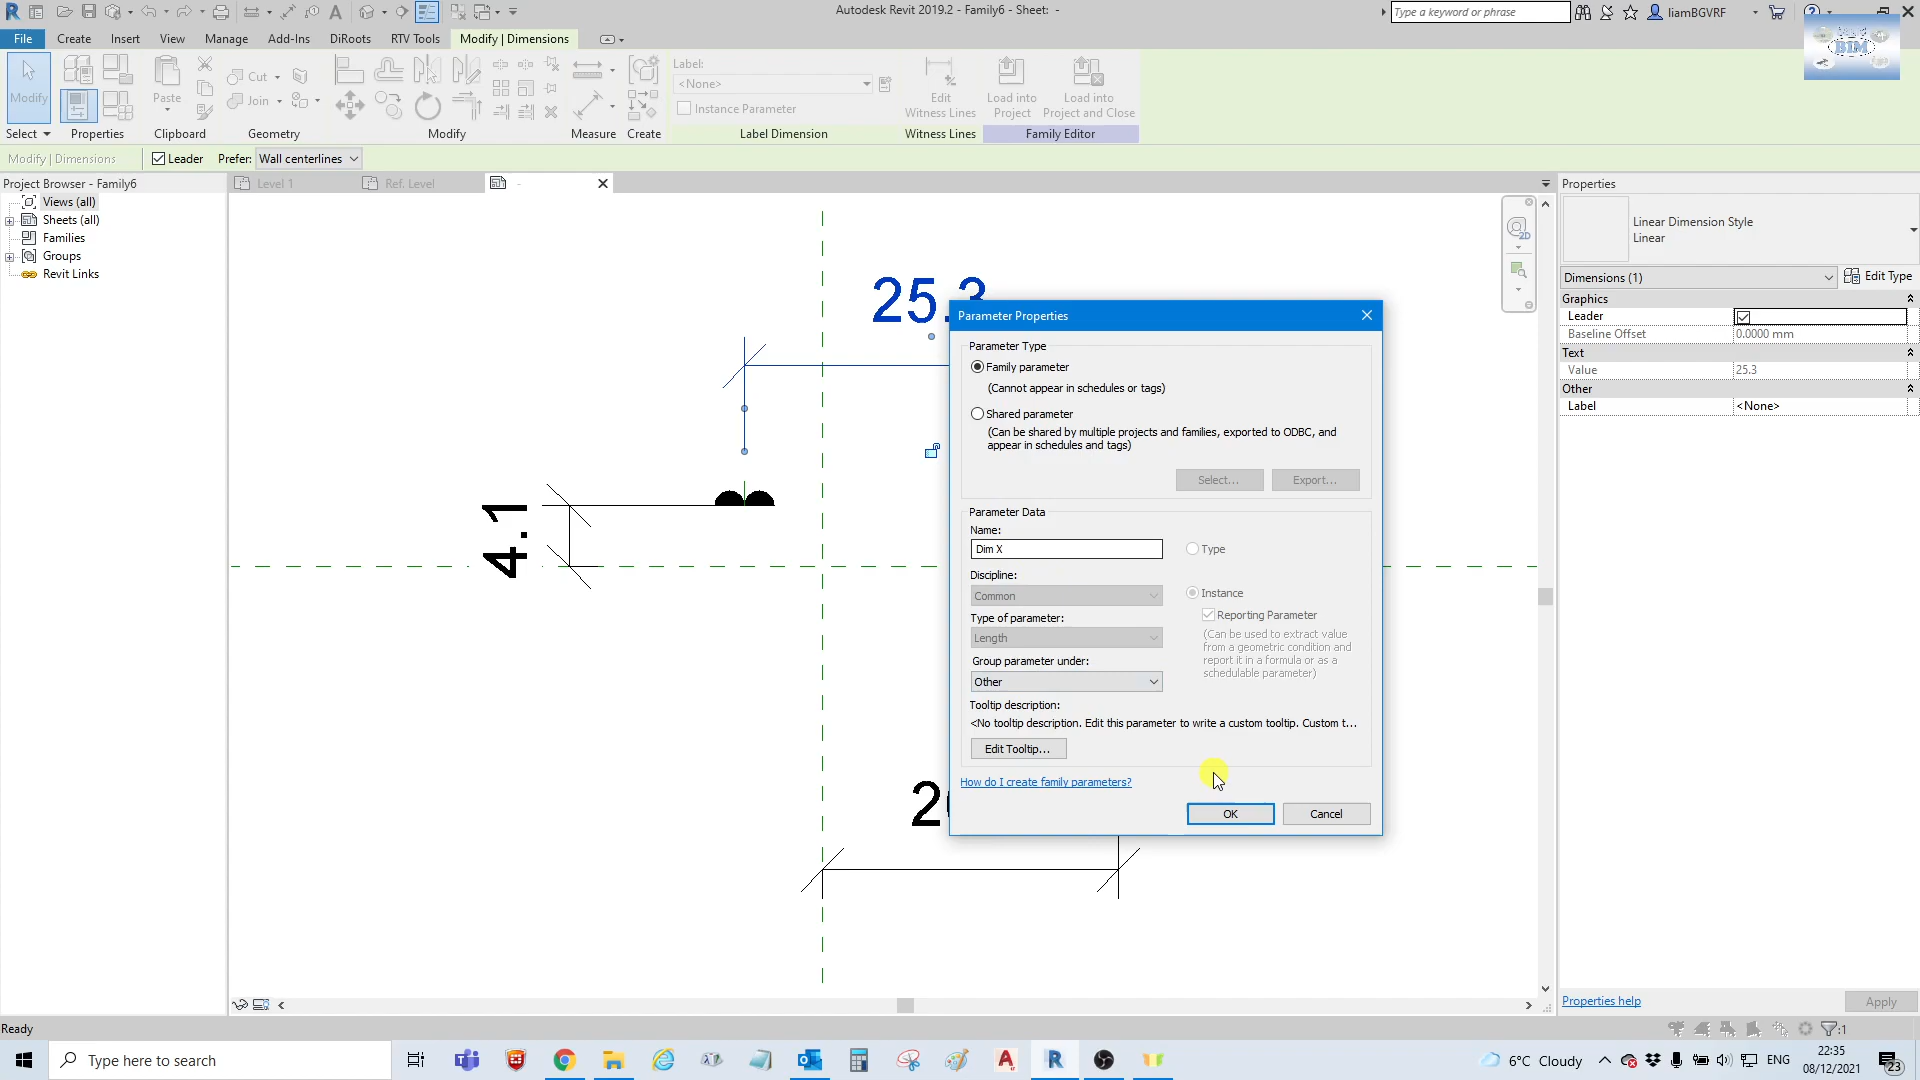 Autodesk Revit 2019.2 - Family6 - Sheet: -
Type a keyword or phrase
liamBGVRF
File Create Insert View Manage Add-Ins DiRoots RTV Tools Modify | Dimensions
BIM
Modify
Paste
Cut
Join
Label:
<None>
Instance Parameter
Edit
Witness Lines
Load into
Project
Load into
Project and Close
Select Properties Clipboard Geometry Modify Measure Create Label Dimension Witness Lines Family Editor
Modify | Dimensions
Leader Prefer: Wall centerlines
Project Browser - Family6
Views (all)
Sheets (all)
Families
Groups
Revit Links
Level 1
Ref. Level
-
25.3
4.1
2
2D
Parameter Properties
Parameter Type
Family parameter
(Cannot appear in schedules or tags)
Shared parameter
(Can be shared by multiple projects and families, exported to ODBC, and
appear in schedules and tags)
Select...
Export...
Parameter Data
Name:
Dim X
Type
Discipline:
Common
Instance
Type of parameter:
Reporting Parameter
Length
(Can be used to extract value
from a geometric condition and
report it in a formula or as a
schedulable parameter)
Group parameter under:
Other
Tooltip description:
<No tooltip description. Edit this parameter to write a custom tooltip. Custom t...
Edit Tooltip...
How do I create family parameters?
OK
Cancel
Properties
Linear Dimension Style
Linear
Dimensions (1)
Edit Type
Graphics
Leader
Baseline Offset 0.0000 mm
Text
Value 25.3
Other
Label <None>
Properties help
Apply
Ready
:1
Type here to search
6°C Cloudy
ENG
22:35
08/12/2021
23